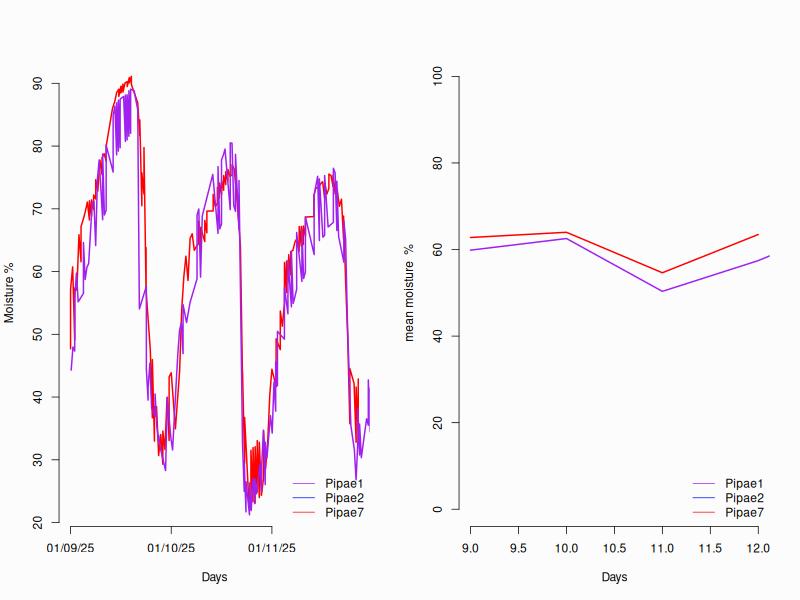 Moisture %
90
80
70
60
50
40
30
20
01/09/25
01/10/25
01/11/25
Days
Pipae1
Pipae2
Pipae7
mean moisture %
100
80
60
40
20
0
9.0
9.5
10.0
10.5
11.0
11.5
12.0
Days
Pipae1
Pipae2
Pipae7